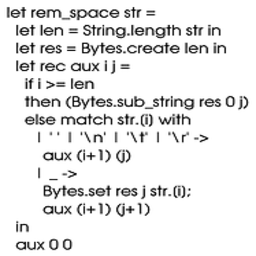 let rem_space str =
let len = String.length str in
let res = Bytes.create len in
let rec aux i j =
if i >= len
then (Bytes.sub_string res 0 j)
else match str.(i) with
| ' ' | '\n' | '\t' | '\r' ->
aux (i+1) (j)
| _ ->
Bytes.set res j str.(i);
aux (i+1) (j+1)
in
aux 0 0